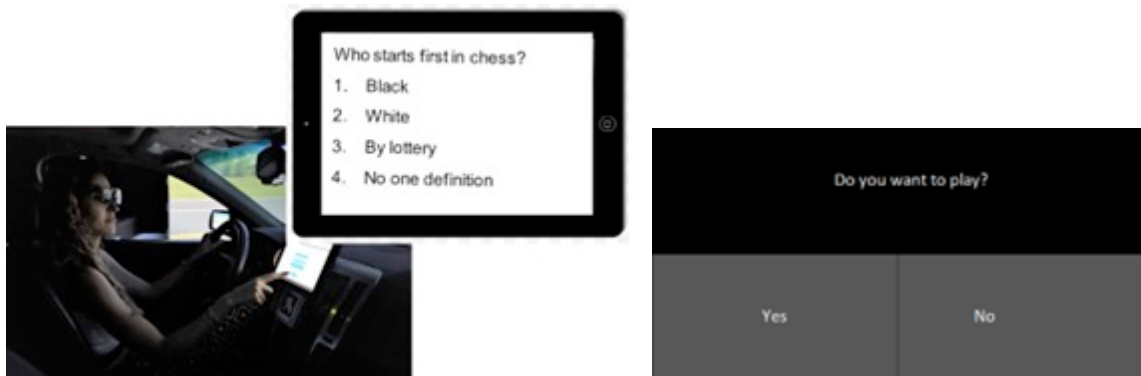 Who starts first in chess?
1. Black
2. White
3. By lottery
4. No one definition
Do you want to play?
Yes
No